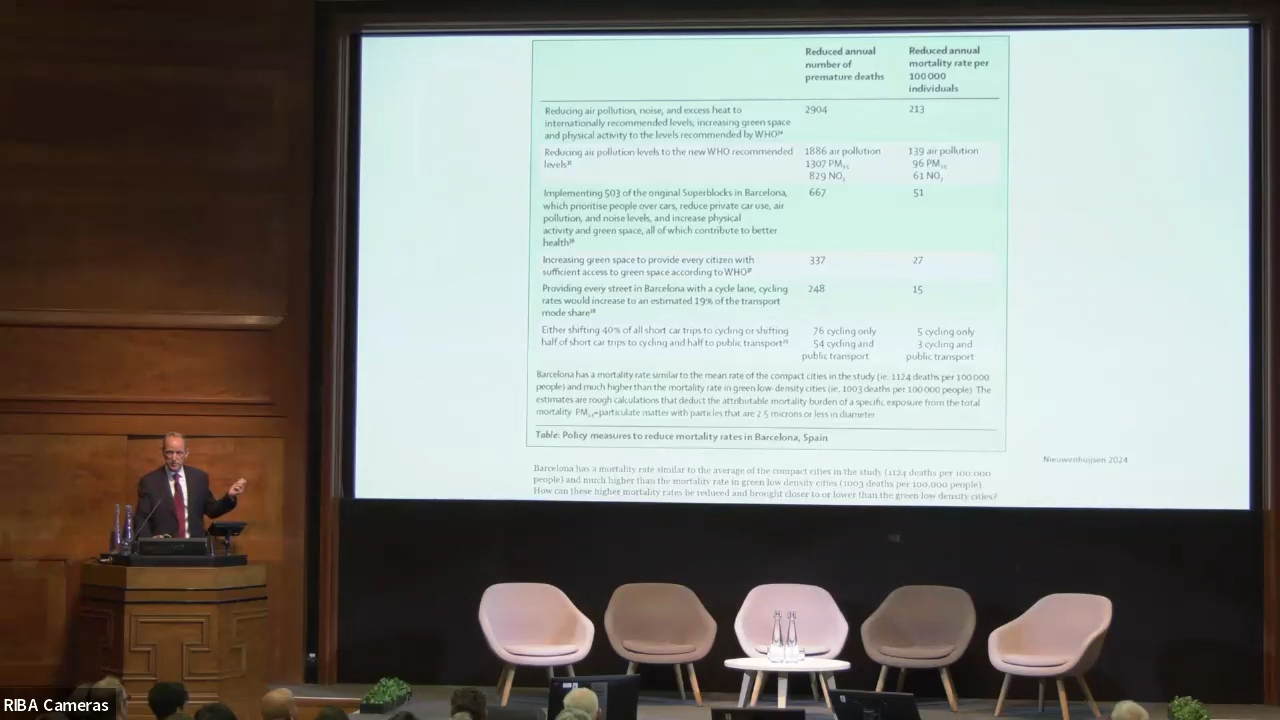 Reduced annual number of premature deaths
Reduced annual mortality rate per 100 000 individuals
Reducing air pollution, noise, and excess heat to
internationally recommended levels, increasing green space
and physical activity to the levels recommended by WHO²⁴
2904
213
Reducing air pollution levels to the new WHO recommended
levels
1886 air pollution
1307 PM₂.₅
829 NO₂
139 air pollution
96 PM₂.₅
61 NO₂
Implementing 503 of the original Superblocks in Barcelona,
which prioritise people over cars, reduce private car use, air
pollution, and noise levels, and increase physical
activity and green space, all of which contribute to better
health
667
51
Increasing green space to provide every citizen with
sufficient access to green space according to WHO
337
27
Providing every street in Barcelona with a cycle lane, cycling
rates would increase to an estimated 19% of the transport
mode share
248
15
Either shifting 40% of all short car trips to cycling or shifting
half of short car trips to cycling and half to public transport
76 cycling only
54 cycling and
public transport
5 cycling only
3 cycling and
public transport
Barcelona has a mortality rate similar to the mean rate of the compact cities in the study (ie, 1124 deaths per 100 000
people) and much higher than the mortality rate in green low-density cities (ie, 1003 deaths per 100 000 people). The
estimates are rough calculations that deduct the attributable mortality burden of a specific exposure from the total
mortality. PM₂.₅=particulate matter with particles that are 2·5 microns or less in diameter.
Table: Policy measures to reduce mortality rates in Barcelona, Spain
Nieuwenhuijsen 2024
Barcelona has a mortality rate similar to the average of the compact cities in the study (1124 deaths per 100,000
people) and much higher than the mortality rate in green low density cities (1003 deaths per 100,000 people).
How can these higher mortality rates be reduced and brought closer to or lower than the green low density cities?
RIBA Cameras